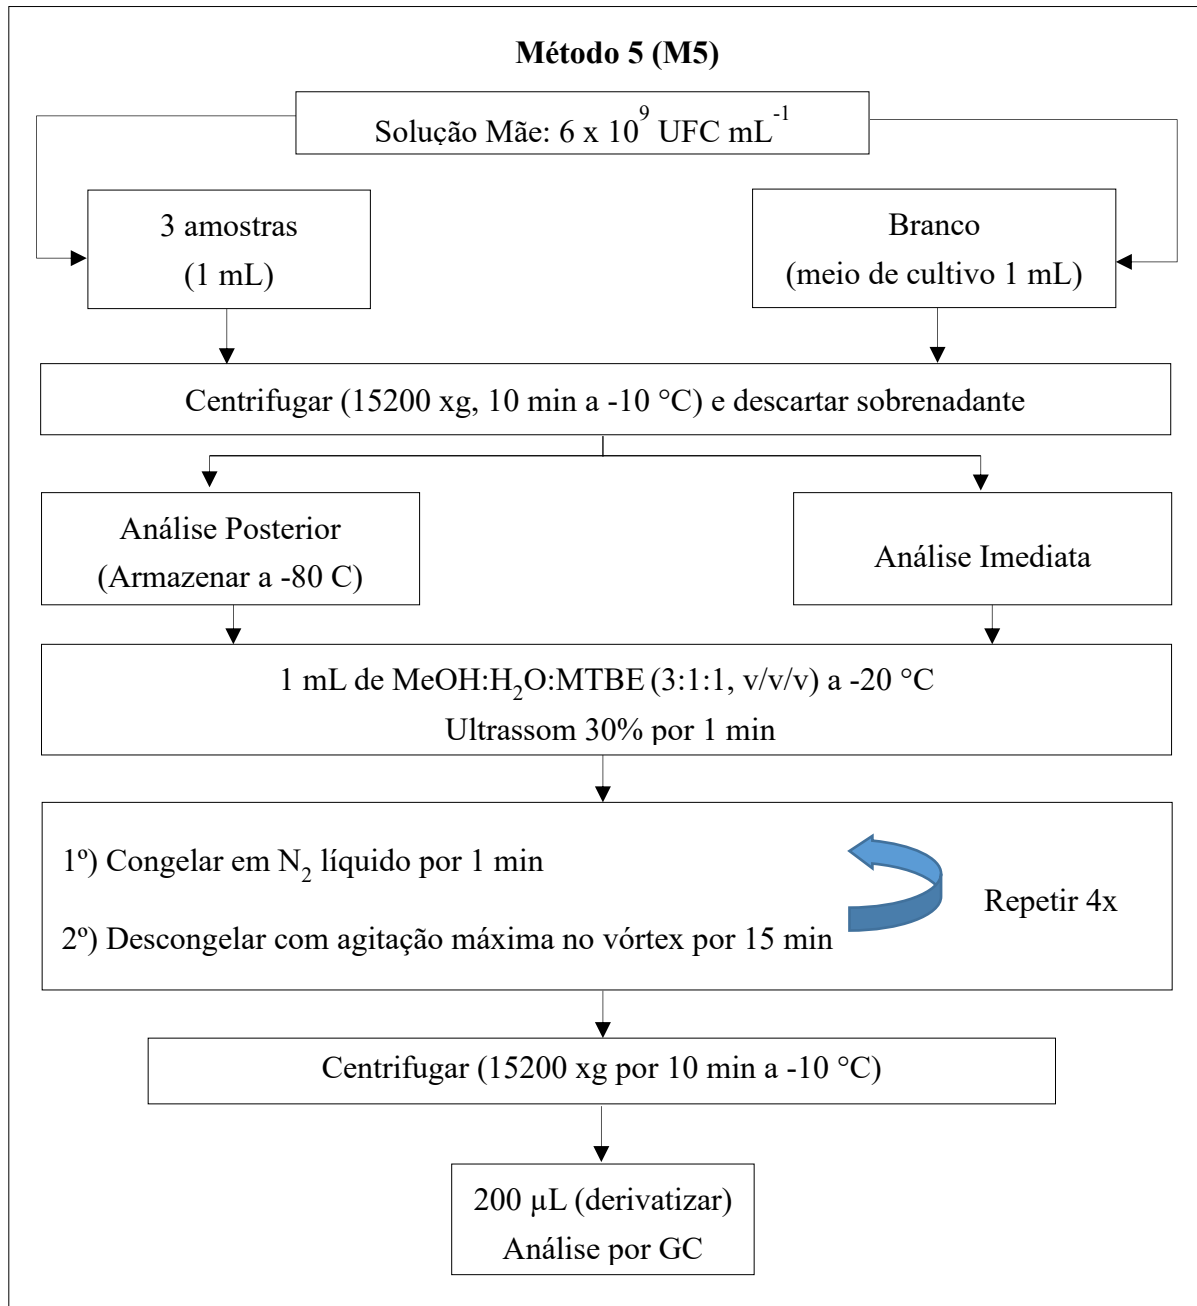 Método 5 (M5)
Solução Mãe: 6 x 10⁹ UFC mL⁻¹
3 amostras
(1 mL)
Branco
(meio de cultivo 1 mL)
Centrifugar (15200 xg, 10 min a -10 °C) e descartar sobrenadante
Análise Posterior
(Armazenar a -80 C)
Análise Imediata
1 mL de MeOH:H₂O:MTBE (3:1:1, v/v/v) a -20 °C
Ultrassom 30% por 1 min
1º) Congelar em N₂ líquido por 1 min
2º) Descongelar com agitação máxima no vórtex por 15 min
Repetir 4x
Centrifugar (15200 xg por 10 min a -10 °C)
200 µL (derivatizar)
Análise por GC